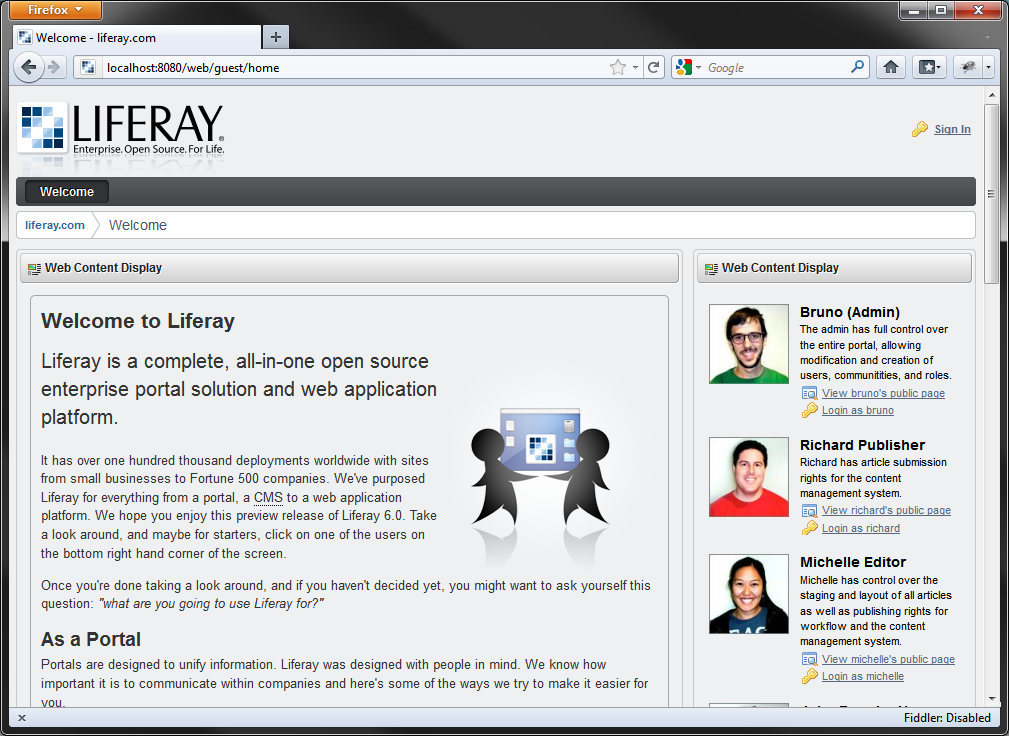 Firefox
Welcome - liferay.com
localhost:8080/web/guest/home
Google
LIFERAY®
Enterprise. Open Source. For Life.
Sign In
Welcome
liferay.com
Welcome
Web Content Display
Welcome to Liferay
Liferay is a complete, all-in-one open source
enterprise portal solution and web application
platform.
It has over one hundred thousand deployments worldwide with sites
from small businesses to Fortune 500 companies. We've purposed
Liferay for everything from a portal, a CMS to a web application
platform. We hope you enjoy this preview release of Liferay 6.0. Take
a look around, and maybe for starters, click on one of the users on
the bottom right hand corner of the screen.
Once you're done taking a look around, and if you haven't decided yet, you might want to ask yourself this
question: "what are you going to use Liferay for?"
As a Portal
Portals are designed to unify information. Liferay was designed with people in mind. We know how
important it is to communicate within companies and here's some of the ways we try to make it easier for
you.
Web Content Display
Bruno (Admin)
The admin has full control over
the entire portal, allowing
modification and creation of
users, communitities, and roles.
View bruno's public page
Login as bruno
Richard Publisher
Richard has article submission
rights for the content
management system.
View richard's public page
Login as richard
Michelle Editor
Michelle has control over the
staging and layout of all articles
as well as publishing rights for
workflow and the content
management system.
View michelle's public page
Login as michelle
Fiddler: Disabled